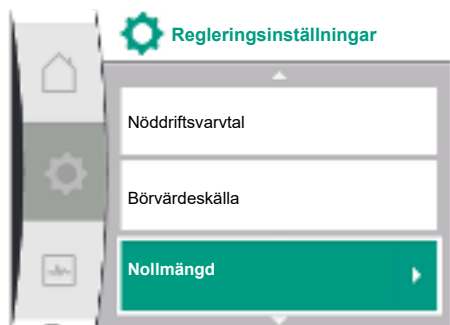 Regleringsinställningar
Nöddriftsvarvtal
Börvärdeskälla
Nollmängd